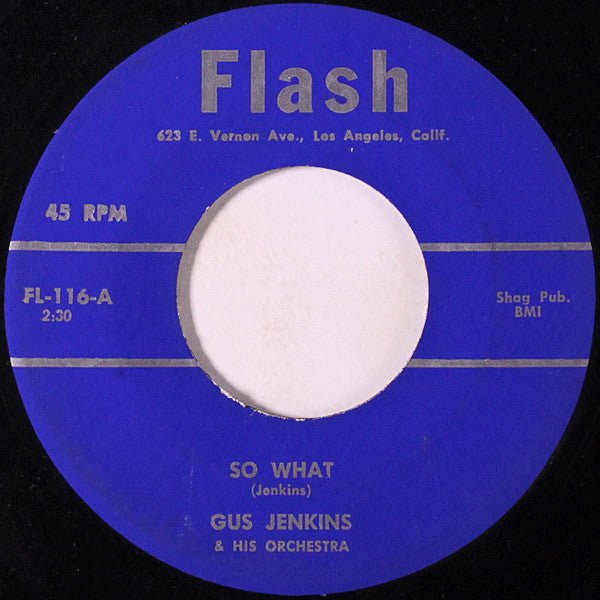 Flash
623 E. Vernon Ave., Los Angeles, Calif.
45 RPM
FL-116-A
2:30
Shag Pub.
BMI
SO WHAT
(Jenkins)
GUS JENKINS
& HIS ORCHESTRA